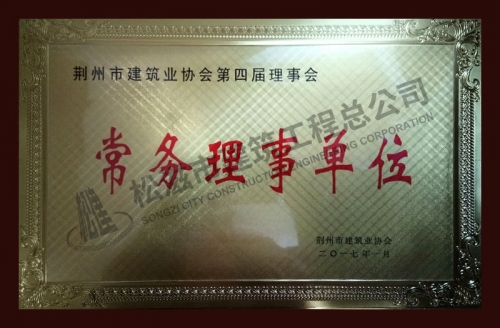 荆州市建筑业协会第四届理事会
常务理事单位
松滋市建筑工程总公司
SONGZI CITY CONSTRUCTION ENGINEERING CORPORATION
荆州市建筑业协会
二〇一七年一月